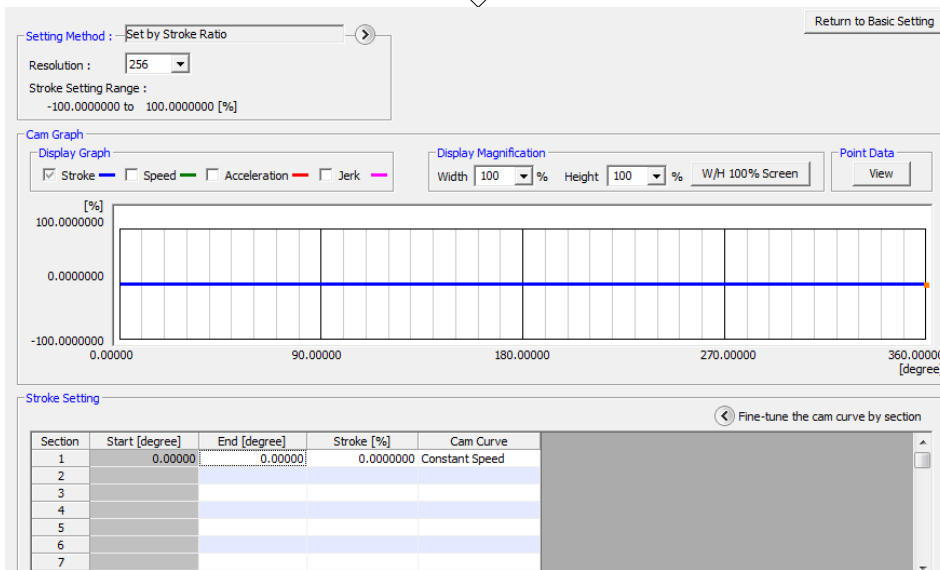 Return to Basic Setting
Setting Method : Set by Stroke Ratio
Resolution : 256
Stroke Setting Range :
-100.0000000 to 100.0000000 [%]
Cam Graph
Display Graph
Stroke Speed Acceleration Jerk
Display Magnification
Width 100 % Height 100 % W/H 100% Screen
Point Data
View
[%]
100.0000000
0.0000000
-100.0000000
0.00000 90.00000 180.00000 270.00000 360.00000
[degree]
Stroke Setting
Fine-tune the cam curve by section
Section Start [degree] End [degree] Stroke [%] Cam Curve
1 0.00000 0.00000 0.0000000 Constant Speed
2
3
4
5
6
7